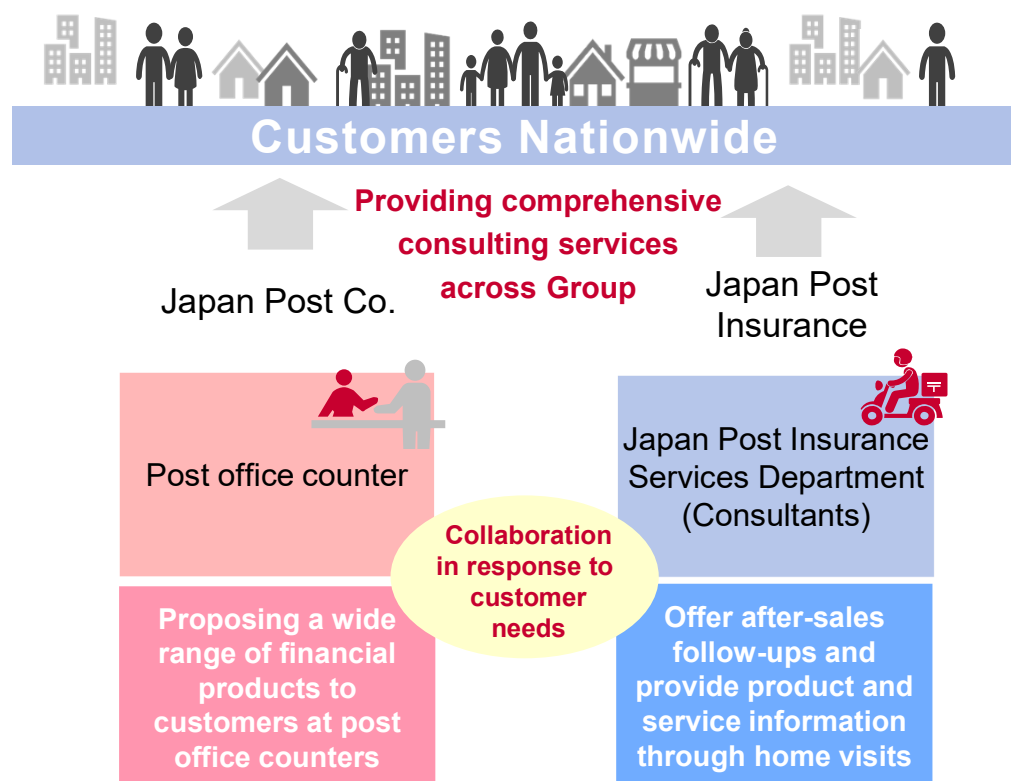 Customers Nationwide
Providing comprehensive
consulting services
across Group
Japan Post Co.
Japan Post
Insurance
Post office counter
Japan Post Insurance
Services Department
(Consultants)
Collaboration
in response to
customer
needs
Proposing a wide
range of financial
products to
customers at post
office counters
Offer after-sales
follow-ups and
provide product and
service information
through home visits